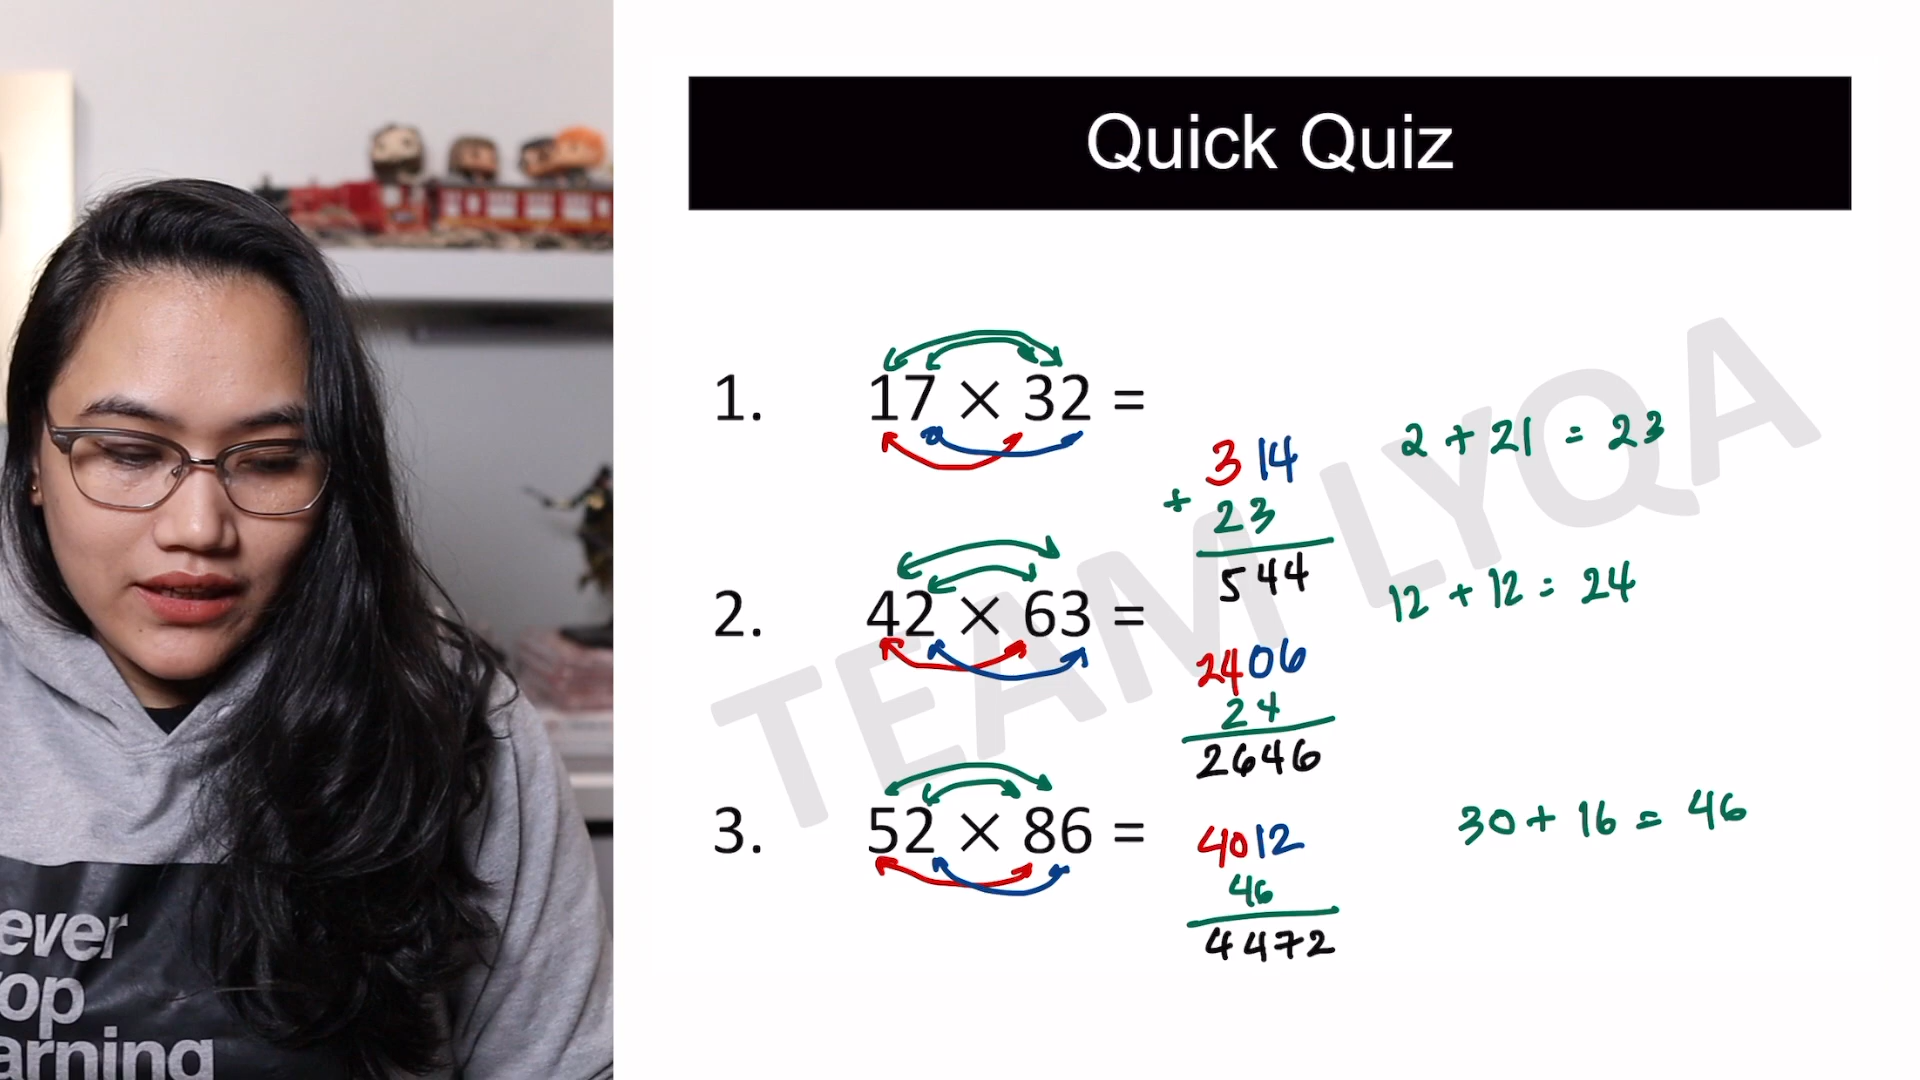 Quick Quiz
1. 17 × 32 =
314
+ 23
544
2 + 21 = 23
2. 42 × 63 =
2406
24
2646
12 + 12 = 24
3. 52 × 86 =
4012
46
4472
30 + 16 = 46
TEAM LYQA
ever
op
arning